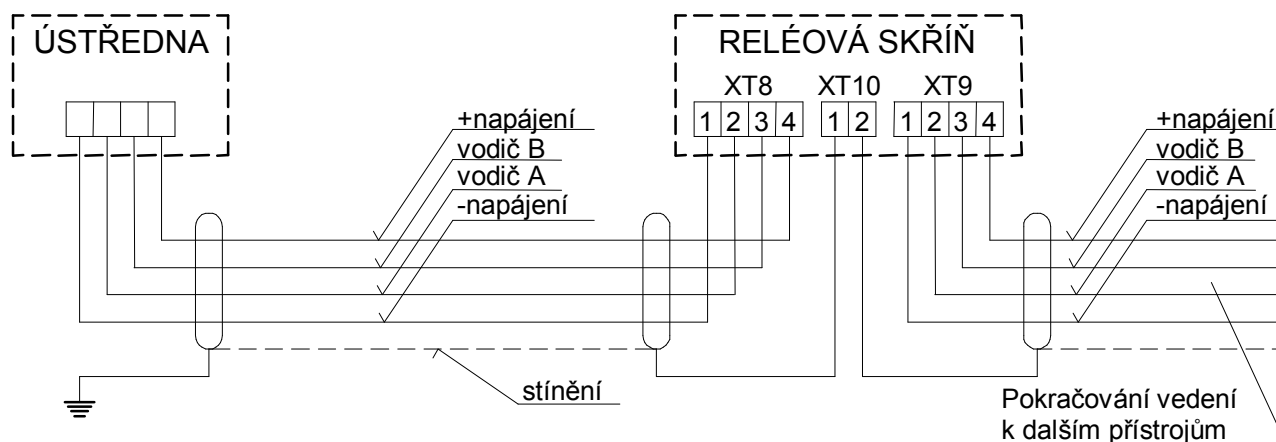 ÚSTŘEDNA
RELÉOVÁ SKŘÍŇ
XT8 XT10 XT9
1 2 3 4 1 2 1 2 3 4
+napájení
vodič B
vodič A
-napájení
+napájení
vodič B
vodič A
-napájení
stínění
Pokračování vedení
k dalším přístrojům